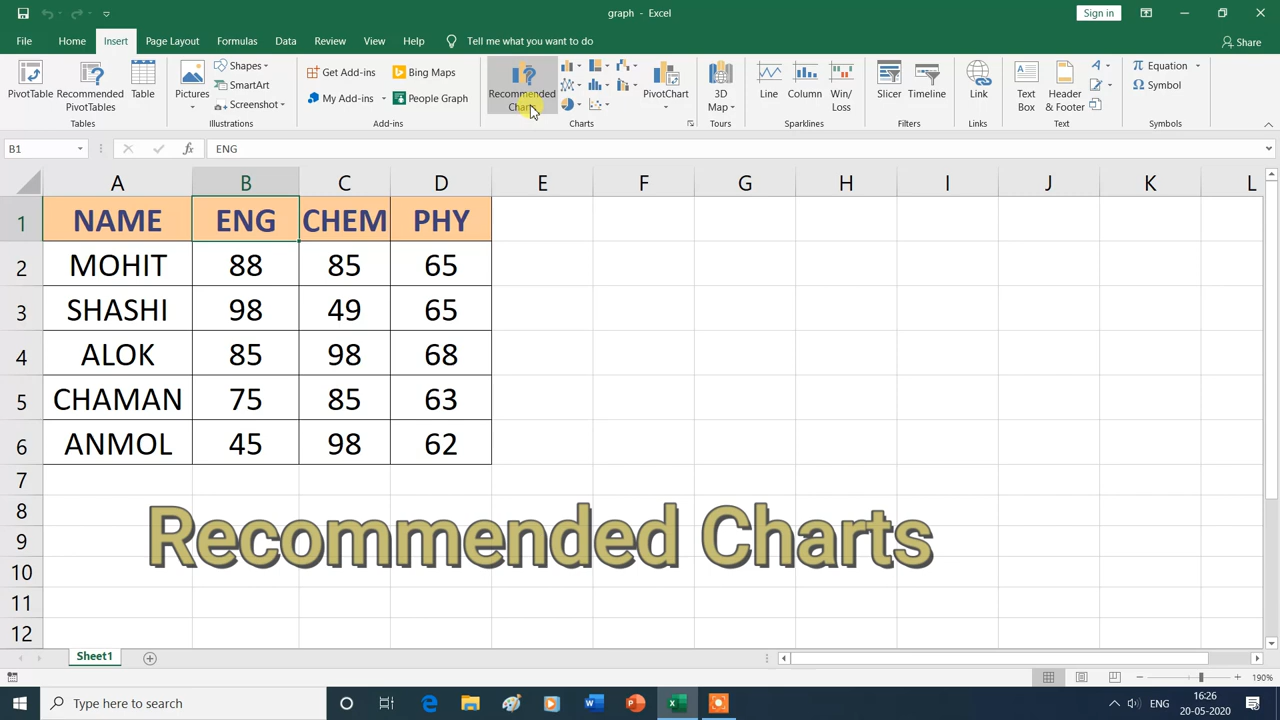 graph - Excel
Sign in
File Home Insert Page Layout Formulas Data Review View Help Tell me what you want to do Share
PivotTable
Recommended PivotTables
Table
Tables
Pictures
Shapes
SmartArt
Screenshot
Illustrations
Get Add-ins
My Add-ins
Bing Maps
People Graph
Add-ins
Recommended
Charts
Charts
PivotChart
3D Map
Tours
Line
Column
Win/Loss
Sparklines
Slicer
Timeline
Filters
Link
Links
Text Box
Header & Footer
Text
Equation
Symbol
Symbols
B1 fx ENG
A B C D E F G H I J K L
1 NAME ENG CHEM PHY
2 MOHIT 88 85 65
3 SHASHI 98 49 65
4 ALOK 85 98 68
5 CHAMAN 75 85 63
6 ANMOL 45 98 62
7
8
9
10
11
12
Recommended Charts
Sheet1
190%
Type here to search
ENG
16:26
20-05-2020